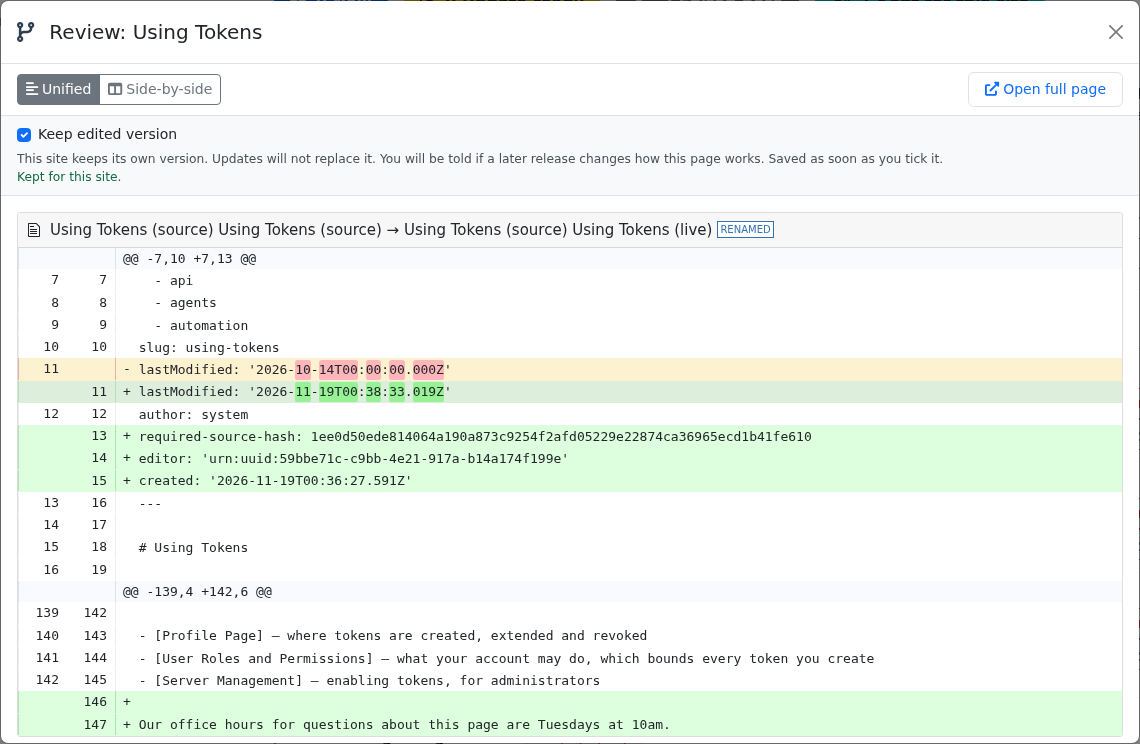 Review: Using Tokens
Unified
Side-by-side
Open full page
Keep edited version
This site keeps its own version. Updates will not replace it. You will be told if a later release changes how this page works. Saved as soon as you tick it.
Kept for this site.
Using Tokens (source) Using Tokens (source) → Using Tokens (source) Using Tokens (live) RENAMED
@@ -7,10 +7,13 @@
7 7 - api
8 8 - agents
9 9 - automation
10 10 slug: using-tokens
11 - lastModified: '2026-10-14T00:00:00.000Z'
11 + lastModified: '2026-11-19T00:38:33.019Z'
12 12 author: system
13 + required-source-hash: 1ee0d50ede814064a190a873c9254f2afd05229e22874ca36965ecd1b41fe610
14 + editor: 'urn:uuid:59bbe71c-c9bb-4e21-917a-b14a174f199e'
15 + created: '2026-11-19T00:36:27.591Z'
13 16 ---
14 17
15 18 # Using Tokens
16 19
@@ -139,4 +142,6 @@
139 142
140 143 - [Profile Page] — where tokens are created, extended and revoked
141 144 - [User Roles and Permissions] — what your account may do, which bounds every token you create
142 145 - [Server Management] — enabling tokens, for administrators
146 +
147 + Our office hours for questions about this page are Tuesdays at 10am.